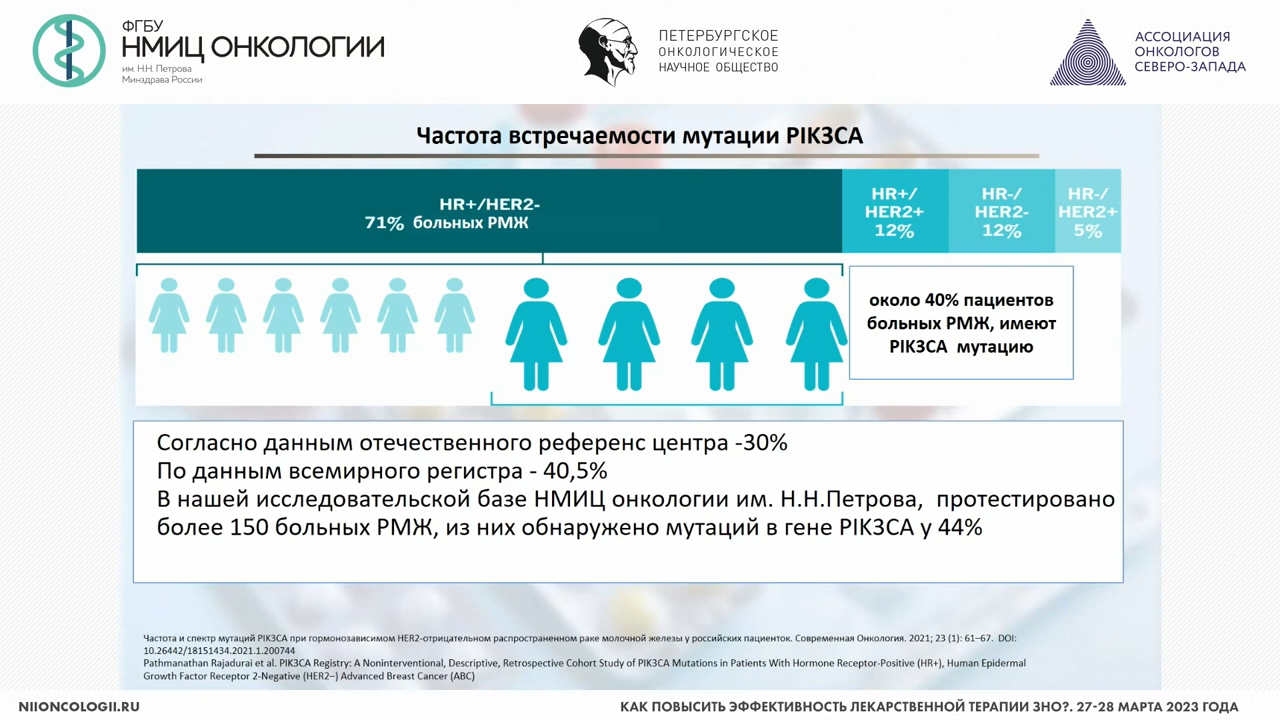 ФГБУ
НМИЦ ОНКОЛОГИИ
им. Н.Н. Петрова
Минздрава России
ПЕТЕРБУРГСКОЕ
ОНКОЛОГИЧЕСКОЕ
НАУЧНОЕ ОБЩЕСТВО
АССОЦИАЦИЯ
ОНКОЛОГОВ
СЕВЕРО-ЗАПАДА
Частота встречаемости мутации PIK3CA
HR+/HER2-
71% больных РМЖ
HR+/
HER2+
12%
HR-/
HER2-
12%
HR-/
HER2+
5%
около 40% пациентов
больных РМЖ, имеют
PIK3CA мутацию
Согласно данным отечественного референс центра -30%
По данным всемирного регистра - 40,5%
В нашей исследовательской базе НМИЦ онкологии им. Н.Н.Петрова, протестировано
более 150 больных РМЖ, из них обнаружено мутаций в гене PIK3CA у 44%
Частота и спектр мутаций PIK3CA при гормонозависимом HER2-отрицательном распространенном раке молочной железы у российских пациенток. Современная Онкология. 2021; 23 (1): 61–67. DOI:
10.26442/18151434.2021.1.200744
Pathmanathan Rajadurai et al. PIK3CA Registry: A Noninterventional, Descriptive, Retrospective Cohort Study of PIK3CA Mutations in Patients With Hormone Receptor-Positive (HR+), Human Epidermal
Growth Factor Receptor 2-Negative (HER2–) Advanced Breast Cancer (ABC)
NIIONCOLOGII.RU
КАК ПОВЫСИТЬ ЭФФЕКТИВНОСТЬ ЛЕКАРСТВЕННОЙ ТЕРАПИИ ЗНО?. 27-28 МАРТА 2023 ГОДА